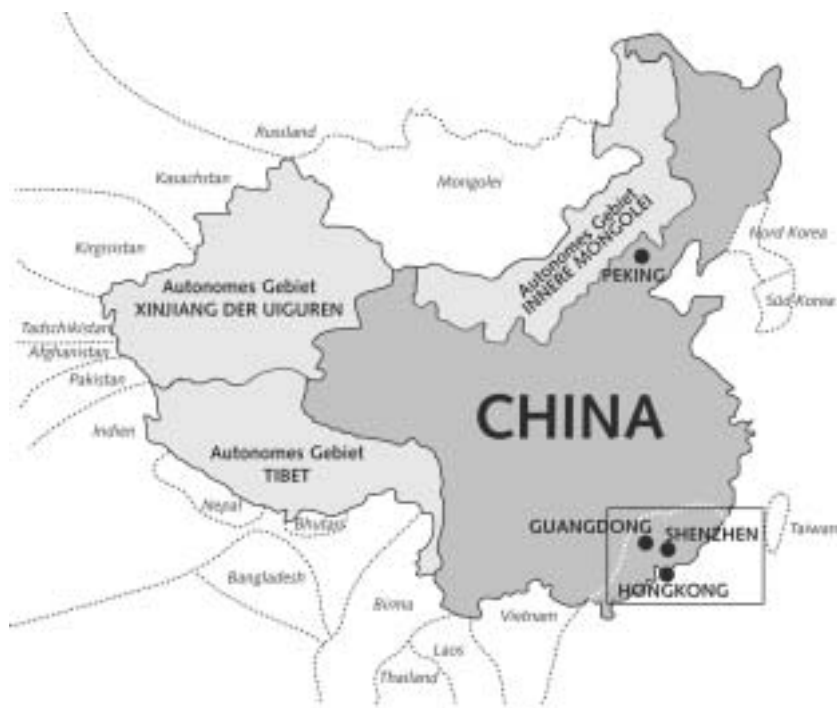 Russland
Kasachstan
Mongolei
Kirgisistan
Nord Korea
Autonomes Gebiet
INNERE MONGOLEI
PEKING
Autonomes Gebiet
XINJIANG DER UIGUREN
Süd-Korea
Tadschikistan
Afghanistan
Pakistan
CHINA
Indien
Autonomes Gebiet
TIBET
Nepal
Bhutan
GUANGDONG
SHENZHEN
Taiwan
Bangladesh
HONGKONG
Birma
Vietnam
Laos
Thailand